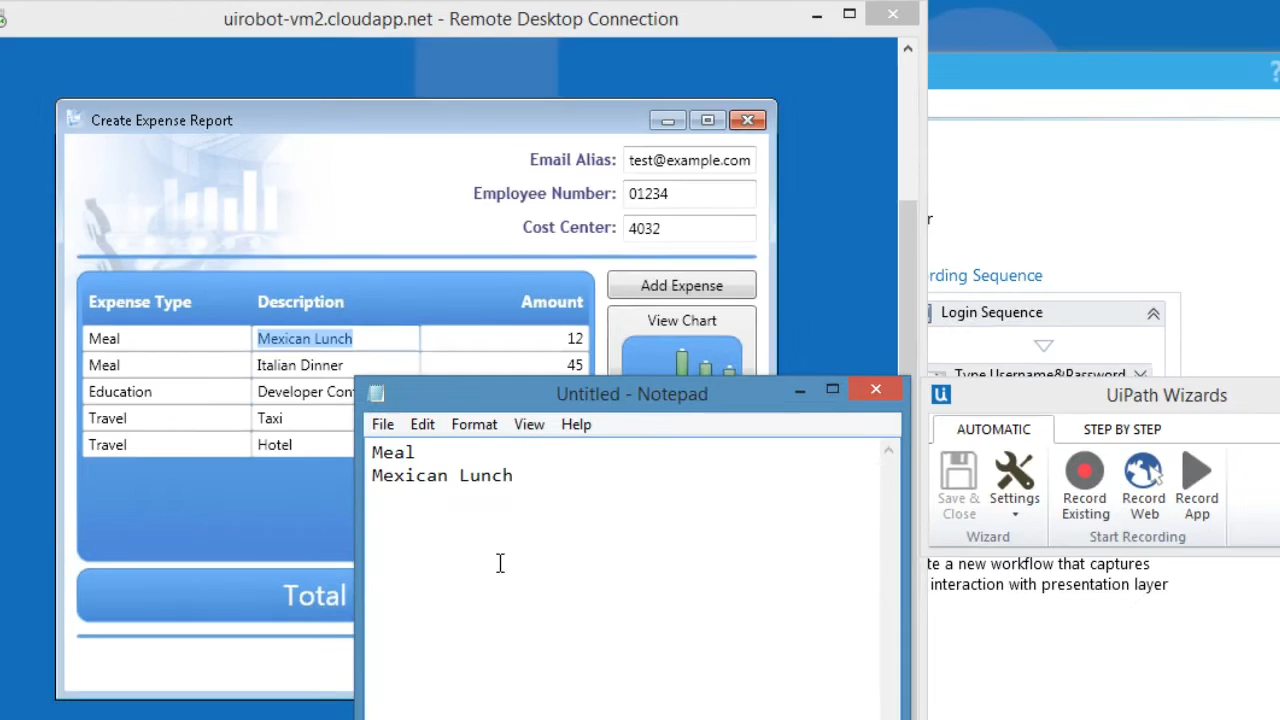 uirobot-vm2.cloudapp.net - Remote Desktop Connection
Create Expense Report
Email Alias: test@example.com
Employee Number: 01234
Cost Center: 4032
Expense Type Description Amount
Add Expense
View Chart
Meal Mexican Lunch 12
Meal Italian Dinner 45
Education Developer Con
Travel Taxi
Travel Hotel
Total
Untitled - Notepad
File Edit Format View Help
Meal
Mexican Lunch
?
r
rding Sequence
Login Sequence
Type Username&Password
UiPath Wizards
AUTOMATIC STEP BY STEP
Save & Close
Settings
Record Existing
Record Web
Record App
Wizard
Start Recording
te a new workflow that captures
interaction with presentation layer